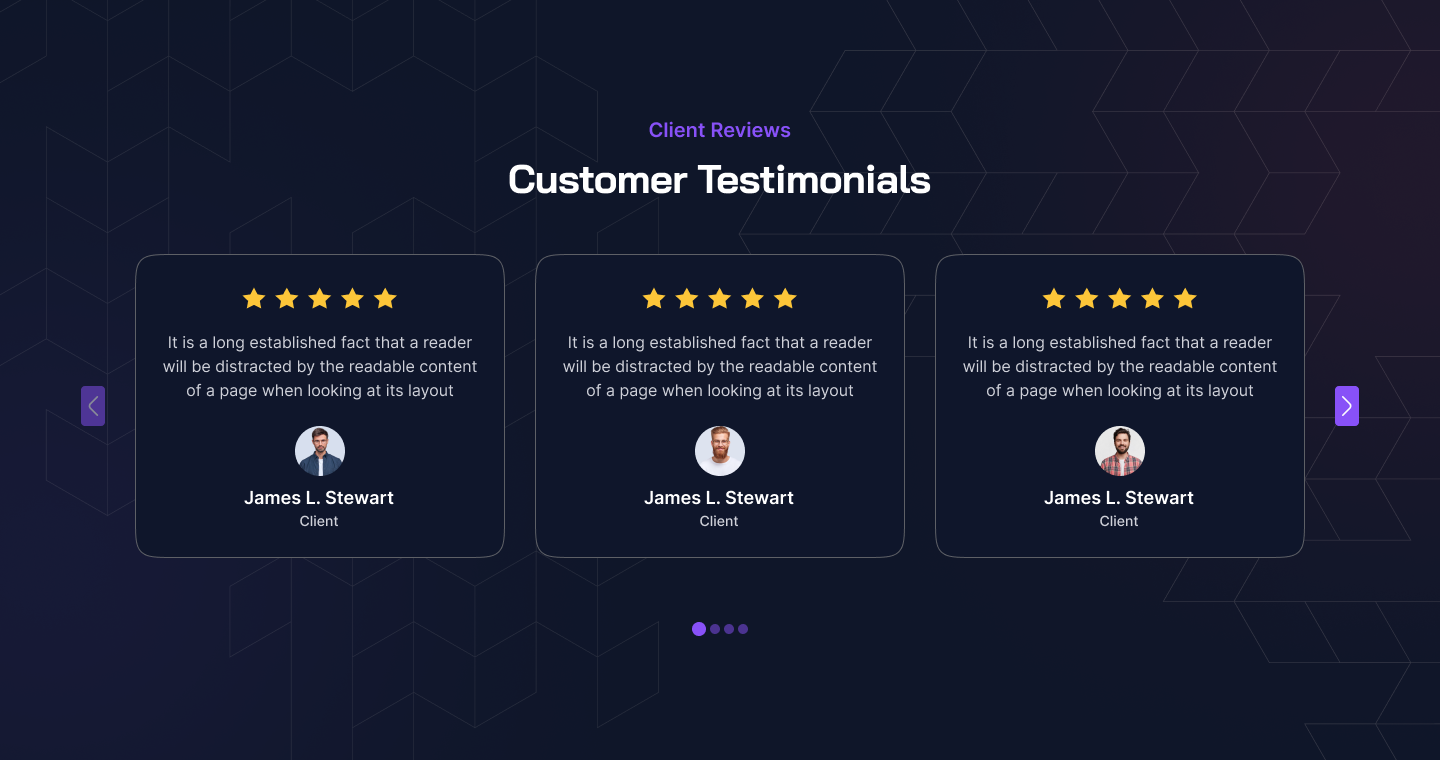 Client Reviews
Customer Testimonials
It is a long established fact that a reader
will be distracted by the readable content
of a page when looking at its layout
James L. Stewart
Client
It is a long established fact that a reader
will be distracted by the readable content
of a page when looking at its layout
James L. Stewart
Client
It is a long established fact that a reader
will be distracted by the readable content
of a page when looking at its layout
James L. Stewart
Client